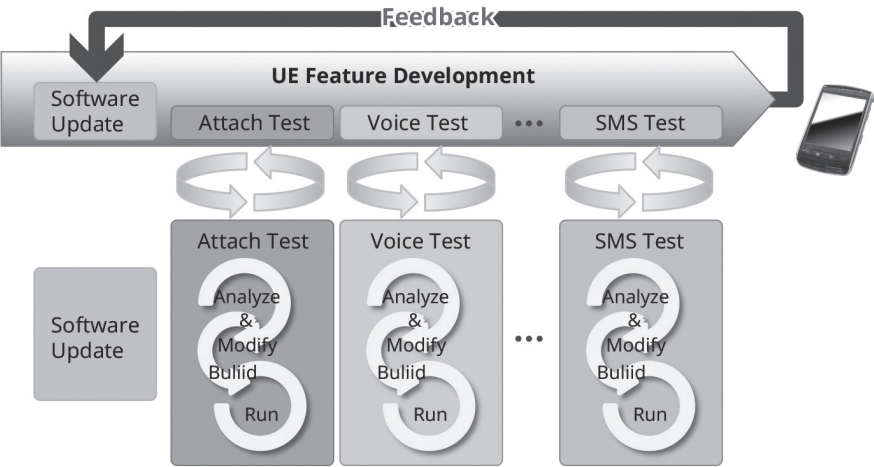 Feedback
UE Feature Development
Software
Update
Attach Test
Voice Test
•••
SMS Test
Attach Test
Analyze
&
Modify
Buliid
Run
Voice Test
Analyze
&
Modify
Buliid
Run
•••
SMS Test
Analyze
&
Modify
Buliid
Run
Software
Update